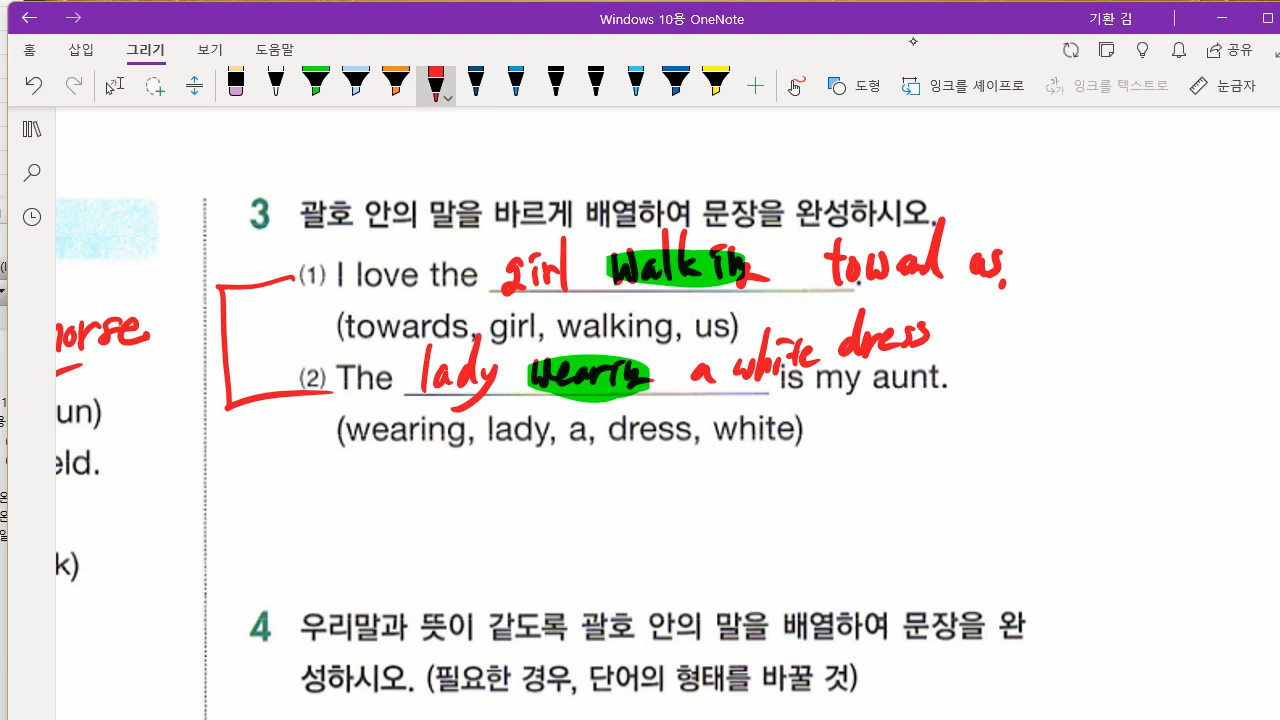 Windows 10용 OneNote
기환 김
홈 삽입 그리기 보기 도움말
공유
도형 잉크를 셰이프로 잉크를 텍스트로 눈금자
3 괄호 안의 말을 바르게 배열하여 문장을 완성하시오.
(1) I love the girl walking toward us.
(towards, girl, walking, us)
horse
(2) The lady wearing a white dress is my aunt.
un)
(wearing, lady, a, dress, white)
eld.
k)
4 우리말과 뜻이 같도록 괄호 안의 말을 배열하여 문장을 완
성하시오. (필요한 경우, 단어의 형태를 바꿀 것)